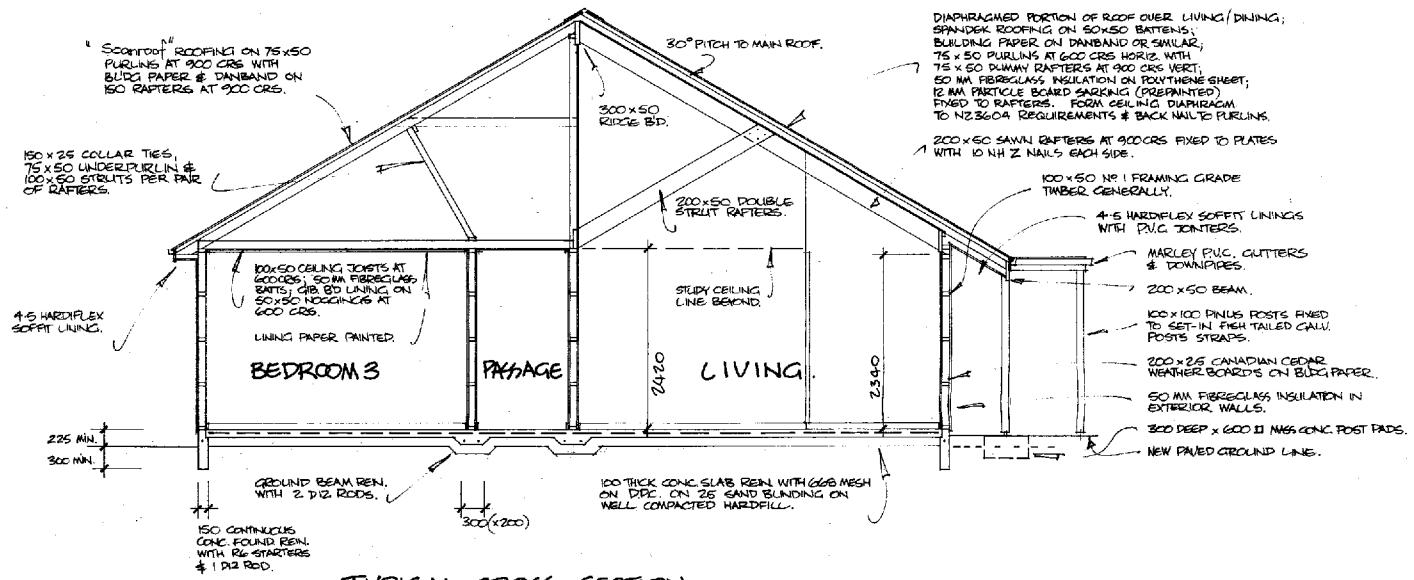 "Scanroof" ROOFING ON 75x50
PURLINS AT 900 CRS WITH
BLDG PAPER & DANBAND ON
150 RAFTERS AT 900 CRS.
150 x 25 COLLAR TIES,
75 x 50 UNDERPURLIN &
100 x 50 STRUTS PER PAIR
OF RAFTERS.
4·5 HARDIFLEX
SOFFIT LINING.
30° PITCH TO MAIN ROOF.
300 x 50
RIDGE B'D.
200 x 50 DOUBLE
STRUT RAFTERS.
100x50 CEILING JOISTS AT
600 CRS; 50 MM FIBREGLASS
BATTS; GIB. B'D LINING ON
50x50 NOGGINGS AT
600 CRS.
LINING PAPER PAINTED.
STUDY CEILING
LINE BEYOND.
BEDROOM 3
PASSAGE
LIVING.
2420
2340
DIAPHRAGMED PORTION OF ROOF OVER LIVING/DINING;
SPANDEK ROOFING ON 50x50 BATTENS;
BUILDING PAPER ON DANBAND OR SIMILAR;
75 x 50 PURLINS AT 600 CRS HORIZ. WITH
75 x 50 DUMMY RAFTERS AT 900 CRS VERT;
50 MM FIBREGLASS INSULATION ON POLYTHENE SHEET;
12 MM PARTICLE BOARD SARKING (PREPAINTED)
FIXED TO RAFTERS. FORM CEILING DIAPHRAGM
TO NZ3604 REQUIREMENTS & BACK NAIL TO PURLINS.
200 x 50 SAWN RAFTERS AT 900 CRS FIXED TO PLATES
WITH 10 NH Z NAILS EACH SIDE.
100 x 50 Nº 1 FRAMING GRADE
TIMBER GENERALLY.
4·5 HARDIFLEX SOFFIT LININGS
WITH P.V.C. JOINTERS.
MARLEY P.V.C. GUTTERS
& DOWNPIPES.
200 x 50 BEAM.
100 x 100 PINUS POSTS FIXED
TO SET-IN FISH TAILED GALV.
POSTS STRAPS.
200 x 25 CANADIAN CEDAR
WEATHER BOARDS ON BLDG PAPER.
50 MM FIBREGLASS INSULATION IN
EXTERIOR WALLS.
300 DEEP x 600 □ MASS CONC. POST PADS.
NEW PAVED GROUND LINE.
225 MIN.
300 MIN.
GROUND BEAM REIN.
WITH 2 D12 RODS.
300 (x200)
100 THICK CONC. SLAB REIN. WITH 668 MESH
ON D.P.C. ON 25 SAND BLINDING ON
WELL COMPACTED HARDFILL.
150 CONTINUOUS
CONC. FOUND. REIN.
WITH R6 STARTERS
& 1 D12 ROD.
TYPICAL CROSS SECTION